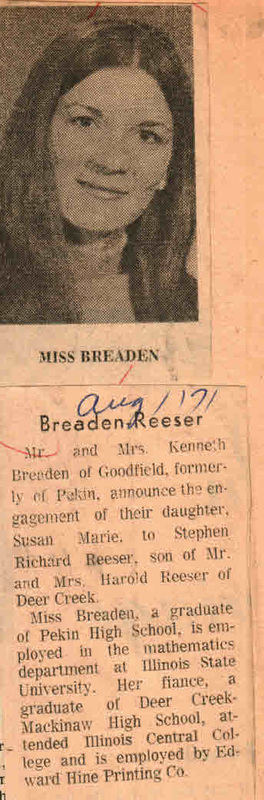 MISS BREADEN
Aug 1 '71
Breaden-Reeser
Mr. and Mrs. Kenneth
Breaden of Goodfield, former-
ly of Pekin, announce the en-
gagement of their daughter,
Susan Marie, to Stephen
Richard Reeser, son of Mr.
and Mrs. Harold Reeser of
Deer Creek.
Miss Breaden, a graduate
of Pekin High School, is em-
ployed in the mathematics
department at Illinois State
University. Her fiance, a
graduate of Deer Creek-
Mackinaw High School, at-
tended Illinois Central Col-
lege and is employed by Ed-
ward Hine Printing Co.